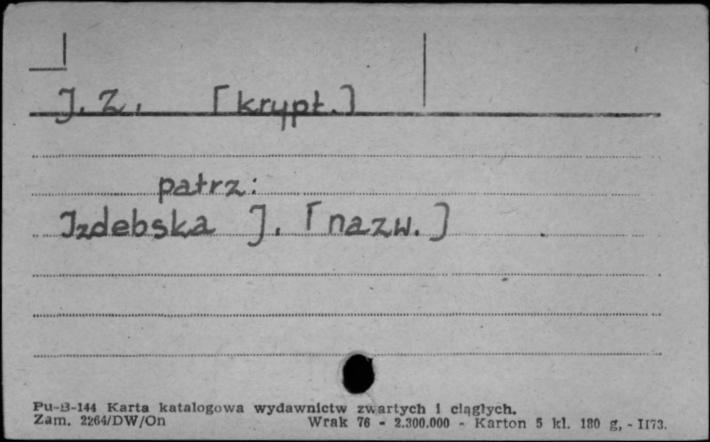 J. Z. [krypt.]
patrz:
Izdebska J. [nazw.]
Pu-B-144 Karta katalogowa wydawnictw zwartych i ciągłych.
Zam. 2264/DW/On Wrak 76 - 2.300.000 - Karton 5 kl. 180 g, - II73.